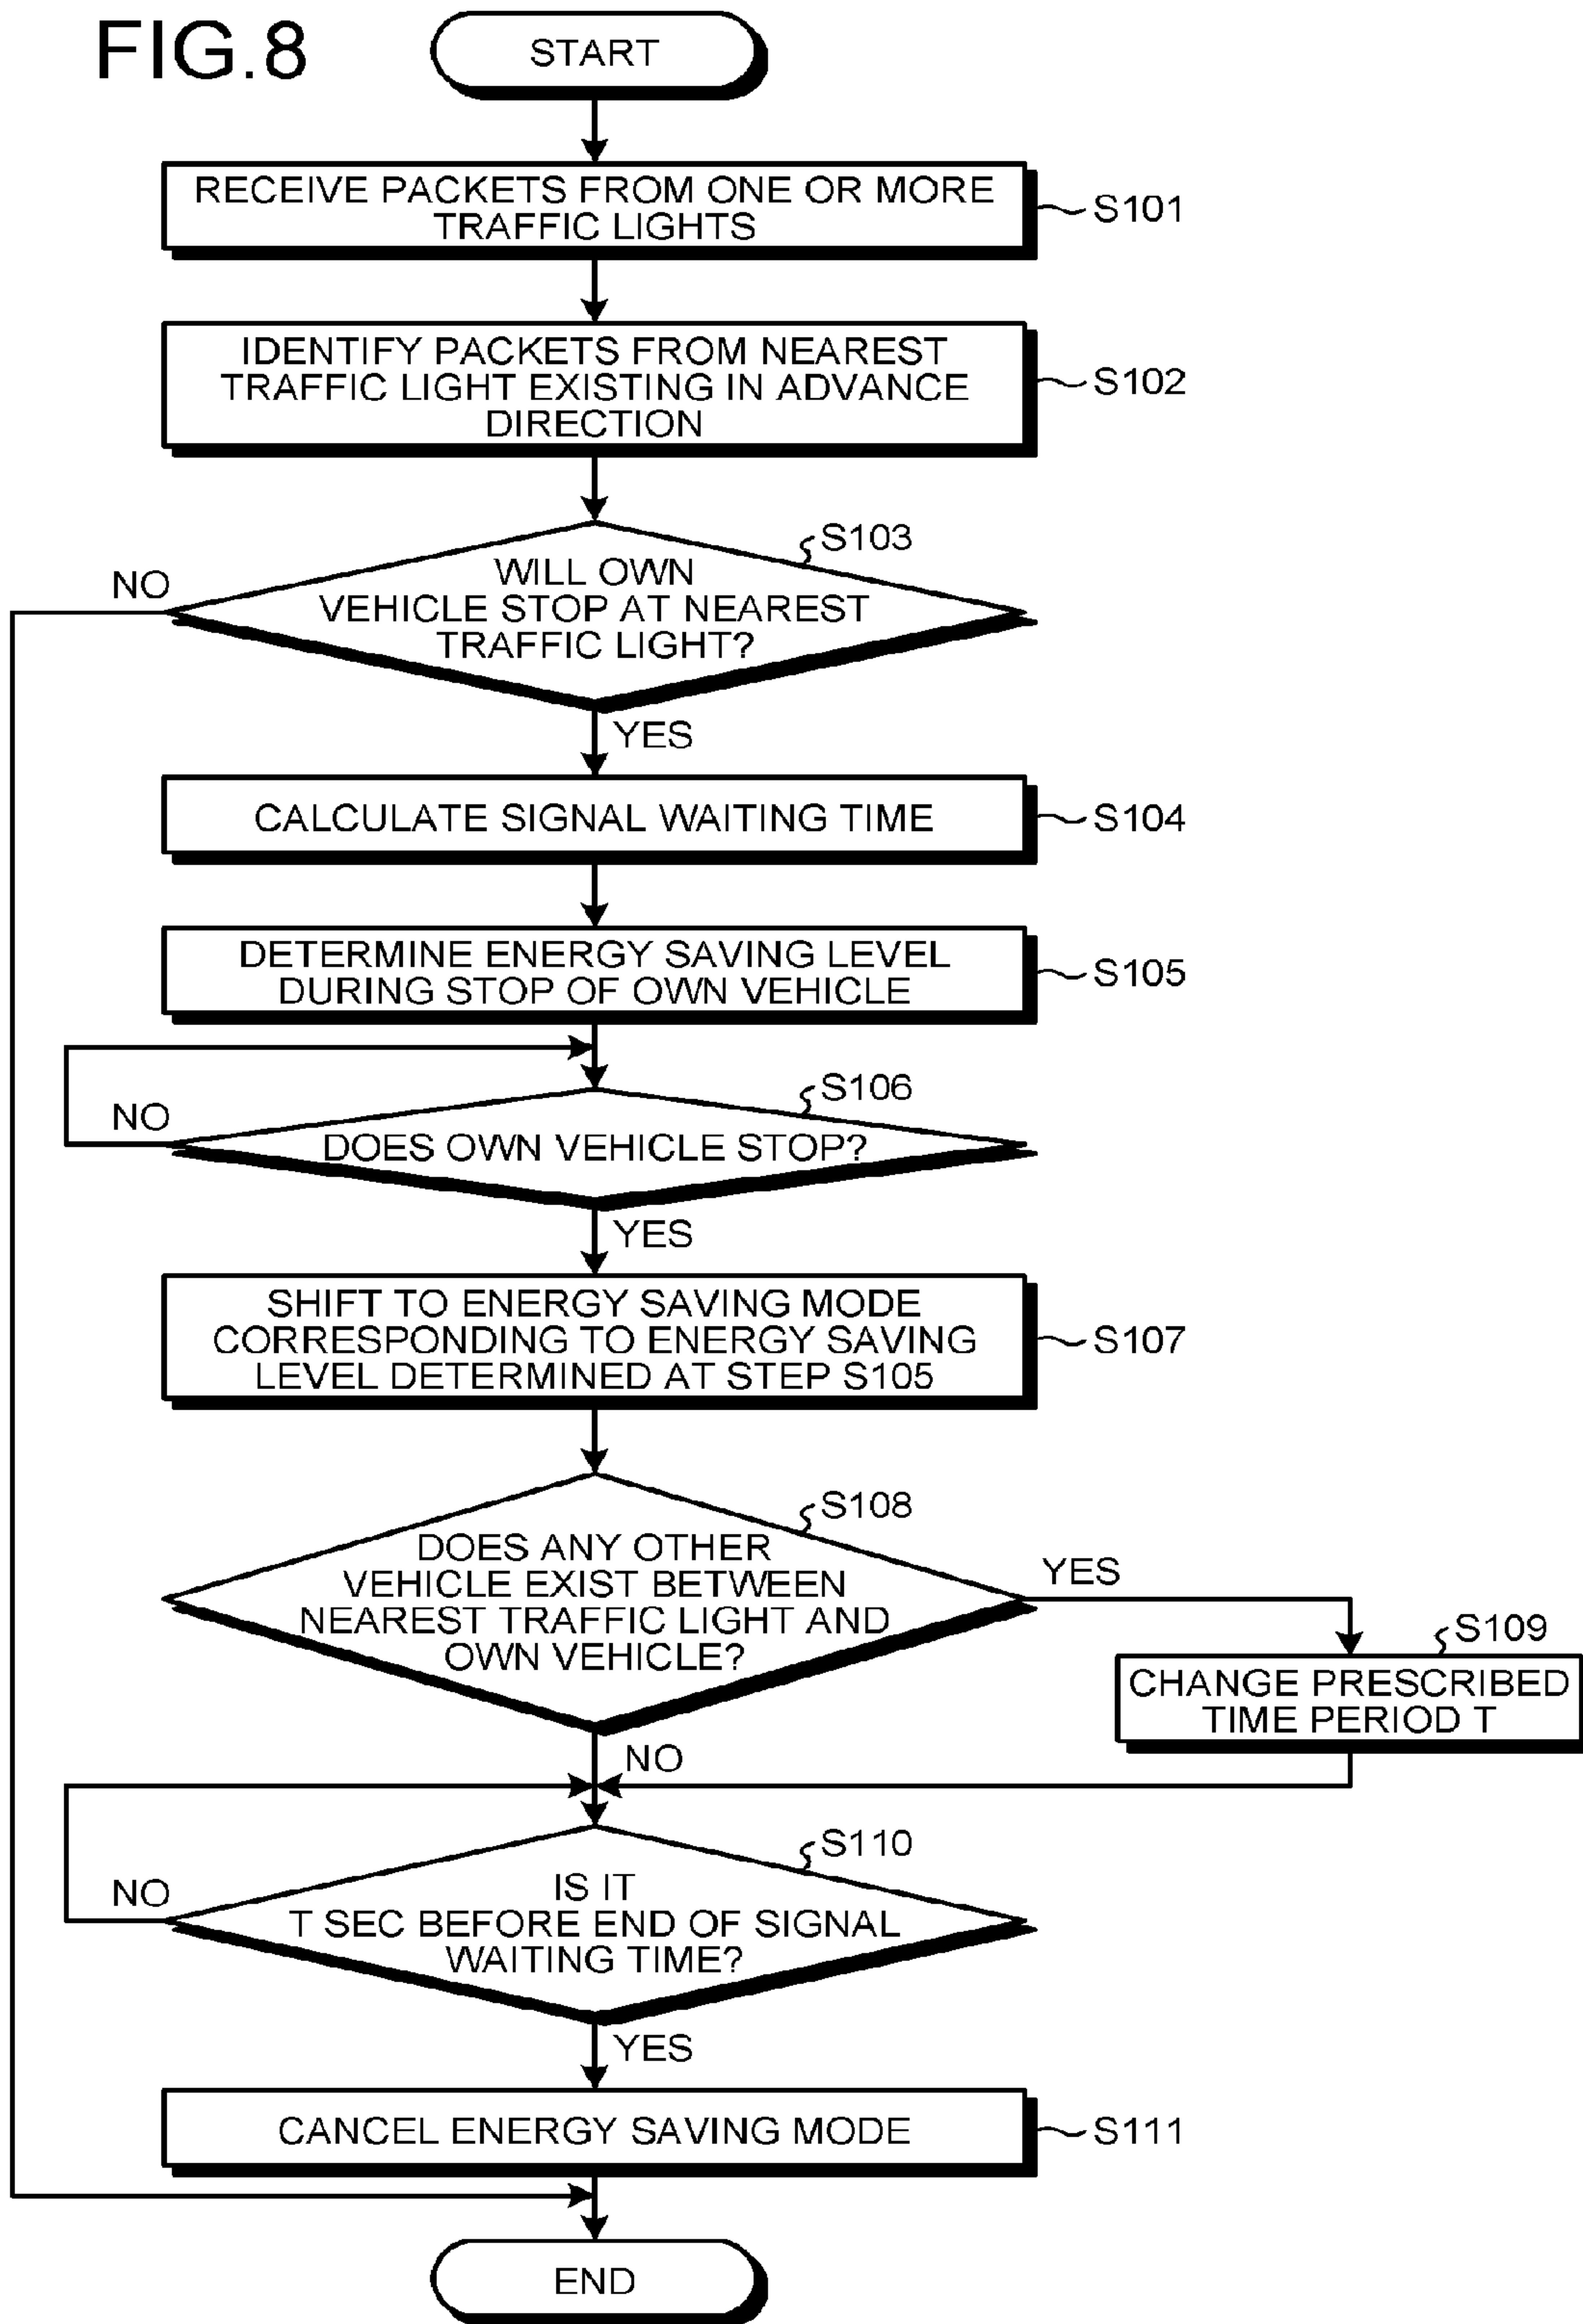 FIG.8
START
RECEIVE PACKETS FROM ONE OR MORE
TRAFFIC LIGHTS
S101
IDENTIFY PACKETS FROM NEAREST
TRAFFIC LIGHT EXISTING IN ADVANCE
DIRECTION
S102
S103
NO
WILL OWN
VEHICLE STOP AT NEAREST
TRAFFIC LIGHT?
YES
CALCULATE SIGNAL WAITING TIME
S104
DETERMINE ENERGY SAVING LEVEL
DURING STOP OF OWN VEHICLE
S105
S106
NO
DOES OWN VEHICLE STOP?
YES
SHIFT TO ENERGY SAVING MODE
CORRESPONDING TO ENERGY SAVING
LEVEL DETERMINED AT STEP S105
S107
S108
DOES ANY OTHER
VEHICLE EXIST BETWEEN
NEAREST TRAFFIC LIGHT AND
OWN VEHICLE?
YES
S109
CHANGE PRESCRIBED
TIME PERIOD T
NO
S110
NO
IS IT
T SEC BEFORE END OF SIGNAL
WAITING TIME?
YES
CANCEL ENERGY SAVING MODE
S111
END